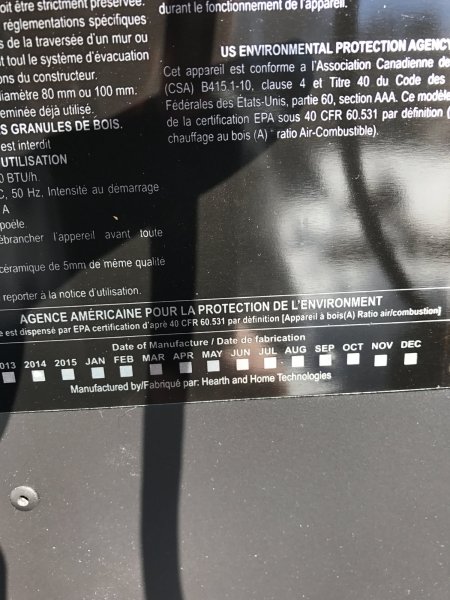 oit être strictement préservée.
réglementations spécifiques
s de la traversée d'un mur ou
t tout le système d'évacuation
ons du constructeur.
diamètre 80 mm ou 100 mm.
eminée déjà utilisé.
S GRANULES DE BOIS.
est interdit
UTILISATION
0 BTU/h.
C, 50 Hz, Intensité au démarrage
A
poêle.
ébrancher l'appareil avant toute
céramique de 5mm de même qualité
reporter à la notice d'utilisation.
durant le fonctionnement de l'appareil.
US ENVIRONMENTAL PROTECTION AGENCY
Cet appareil est conforme a l'Association Canadienne de
(CSA) B415.1-10, clause 4 et Titre 40 du Code des
Fédérales des États-Unis, partie 60, section AAA. Ce modèle
de la certification EPA sous 40 CFR 60.531 par définition (
chauffage au bois (A) " ratio Air-Combustible).
AGENCE AMÉRICAINE POUR LA PROTECTION DE L'ENVIRONMENT
e est dispensé par EPA certification d'aprè 40 CFR 60.531 par définition [Appareil à bois(A) Ratio air/combustion]
Date of Manufacture / Date de fabrication
2013 2014 2015 JAN FEB MAR APR MAY JUN JUL AUG SEP OCT NOV DEC
Manufactured by/Fabriqué par: Hearth and Home Technologies